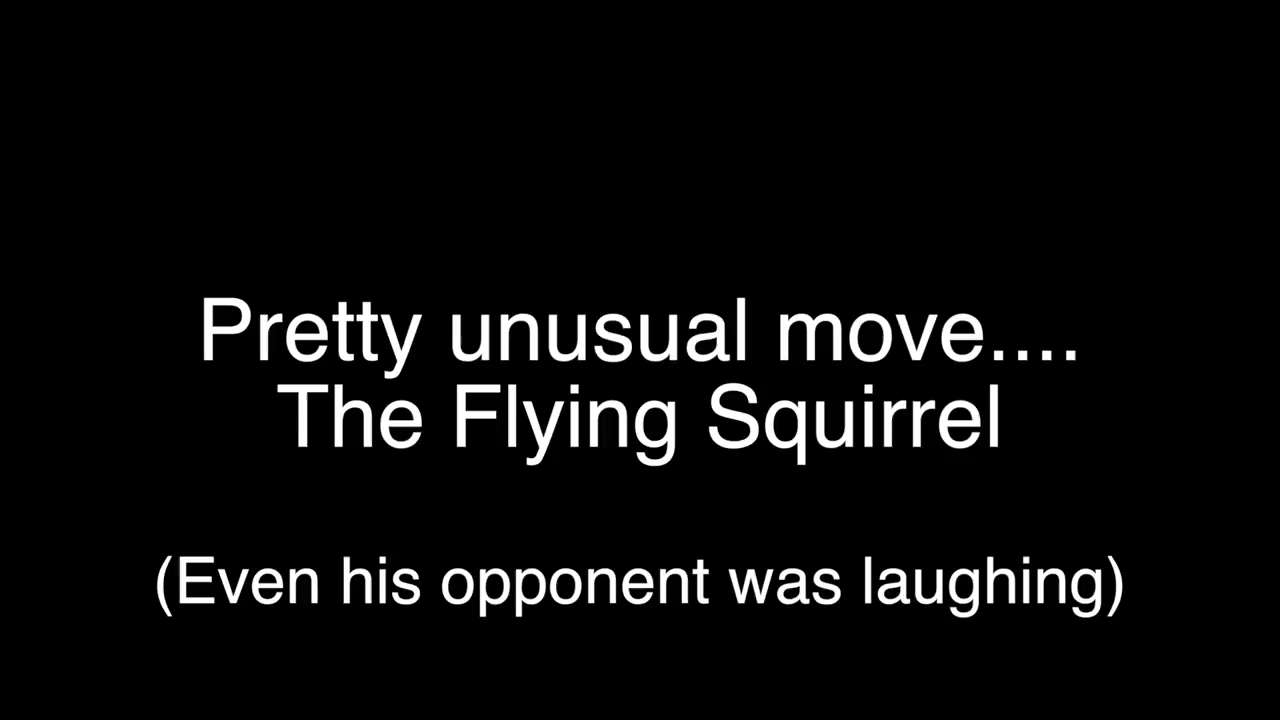 Pretty unusual move....
The Flying Squirrel
(Even his opponent was laughing)